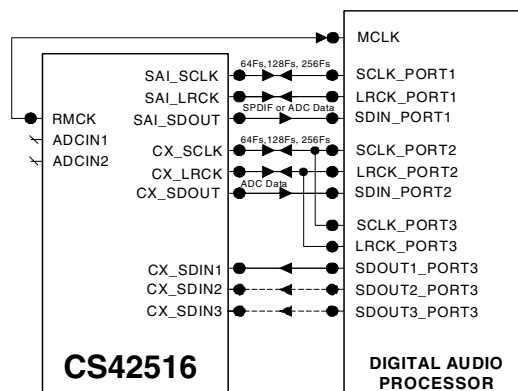 MCLK
64Fs,128Fs, 256Fs
SAI_SCLK SCLK_PORT1
SAI_LRCK LRCK_PORT1
SPDIF or ADC Data
RMCK SAI_SDOUT SDIN_PORT1
ADCIN1
64Fs,128Fs, 256Fs
CX_SCLK SCLK_PORT2
ADCIN2
CX_LRCK LRCK_PORT2
ADC Data
CX_SDOUT SDIN_PORT2
SCLK_PORT3
LRCK_PORT3
CX_SDIN1 SDOUT1_PORT3
CX_SDIN2 SDOUT2_PORT3
CX_SDIN3 SDOUT3_PORT3
CS42516
DIGITAL AUDIO
PROCESSOR